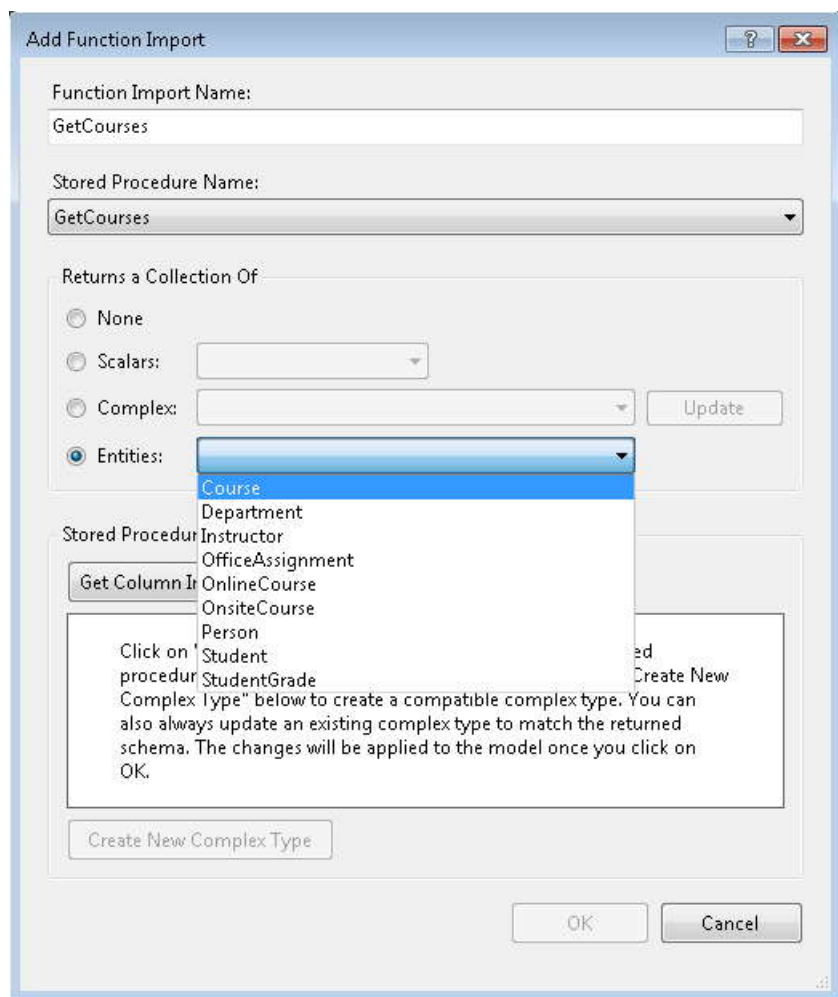 Add Function Import
Function Import Name:
GetCourses
Stored Procedure Name:
GetCourses
Returns a Collection Of
None
Scalars:
Complex:
Update
Entities:
Course
Department
Instructor
OfficeAssignment
OnlineCourse
OnsiteCourse
Person
Student
StudentGrade
Stored Procedu
Get Column I
Click on
procedur Create New
Complex Type" below to create a compatible complex type. You can
also always update an existing complex type to match the returned
schema. The changes will be applied to the model once you click on
OK.
Create New Complex Type
OK
Cancel